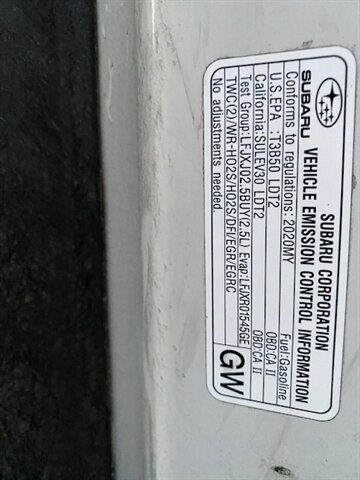 SUBARU CORPORATION
SUBARU VEHICLE EMISSION CONTROL INFORMATION
Conforms to regulations: 2020MY Fuel:Gasoline
U.S.EPA :T3B50 LDT2 OBD:CA II
California:SULEV30 LDT2 OBD:CA II
Test Group:LFJXJ02.5BUY(2.5L) Evap:LFJXR01545GE
TWC(2)/WR-HO2S/HO2S/DFI/EGR/EGRC
No adjustments needed. GW